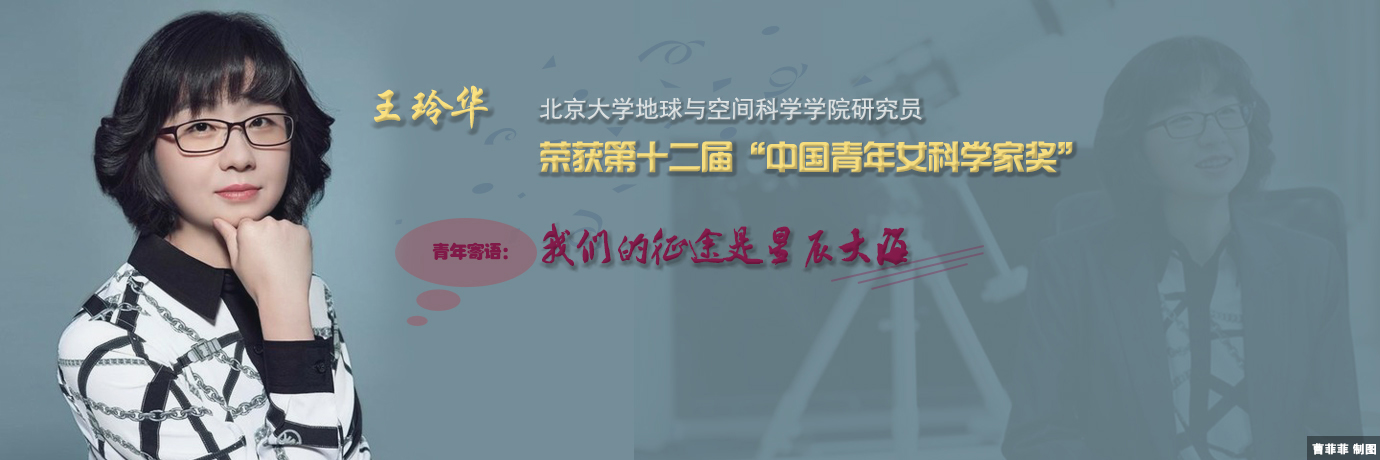 王玲华
北京大学地球与空间科学学院研究员
荣获第十二届“中国青年女科学家奖”
青年寄语:
我们的征途是星辰大海
曹菲菲 制图